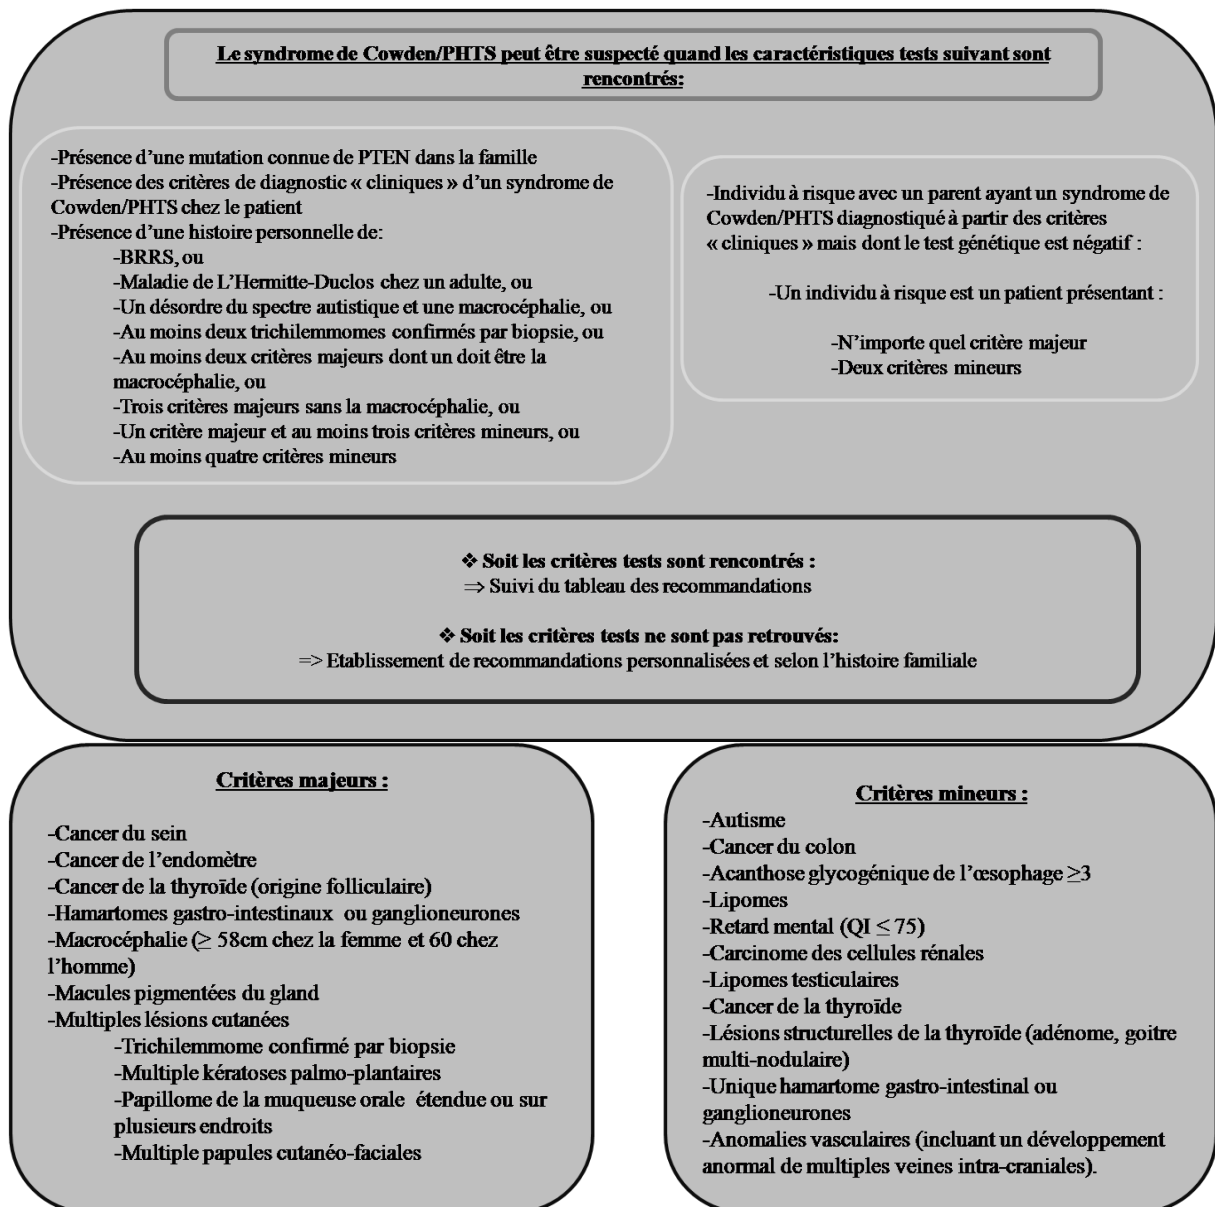 Le syndrome de Cowden/PHTS peut être suspecté quand les caractéristiques tests suivant sont
rencontrés:
-Présence d’une mutation connue de PTEN dans la famille
-Présence des critères de diagnostic « cliniques » d’un syndrome de
Cowden/PHTS chez le patient
-Présence d’une histoire personnelle de:
-BRRS, ou
-Maladie de L’Hermitte-Duclos chez un adulte, ou
-Un désordre du spectre autistique et une macrocéphalie, ou
-Au moins deux trichilemmomes confirmés par biopsie, ou
-Au moins deux critères majeurs dont un doit être la
macrocéphalie, ou
-Trois critères majeurs sans la macrocéphalie, ou
-Un critère majeur et au moins trois critères mineurs, ou
-Au moins quatre critères mineurs
-Individu à risque avec un parent ayant un syndrome de
Cowden/PHTS diagnostiqué à partir des critères
« cliniques » mais dont le test génétique est négatif :
-Un individu à risque est un patient présentant :
-N’importe quel critère majeur
-Deux critères mineurs
❖ Soit les critères tests sont rencontrés :
⇒ Suivi du tableau des recommandations
❖ Soit les critères tests ne sont pas retrouvés:
=> Etablissement de recommandations personnalisées et selon l’histoire familiale
Critères majeurs :
-Cancer du sein
-Cancer de l’endomètre
-Cancer de la thyroïde (origine folliculaire)
-Hamartomes gastro-intestinaux ou ganglioneurones
-Macrocéphalie (≥ 58cm chez la femme et 60 chez
l’homme)
-Macules pigmentées du gland
-Multiples lésions cutanées
-Trichilemmome confirmé par biopsie
-Multiple kératoses palmo-plantaires
-Papillome de la muqueuse orale étendue ou sur
plusieurs endroits
-Multiple papules cutanéo-faciales
Critères mineurs :
-Autisme
-Cancer du colon
-Acanthose glycogénique de l’œsophage ≥3
-Lipomes
-Retard mental (QI ≤ 75)
-Carcinome des cellules rénales
-Lipomes testiculaires
-Cancer de la thyroïde
-Lésions structurelles de la thyroïde (adénome, goitre
multi-nodulaire)
-Unique hamartome gastro-intestinal ou
ganglioneurones
-Anomalies vasculaires (incluant un développement
anormal de multiples veines intra-craniales).